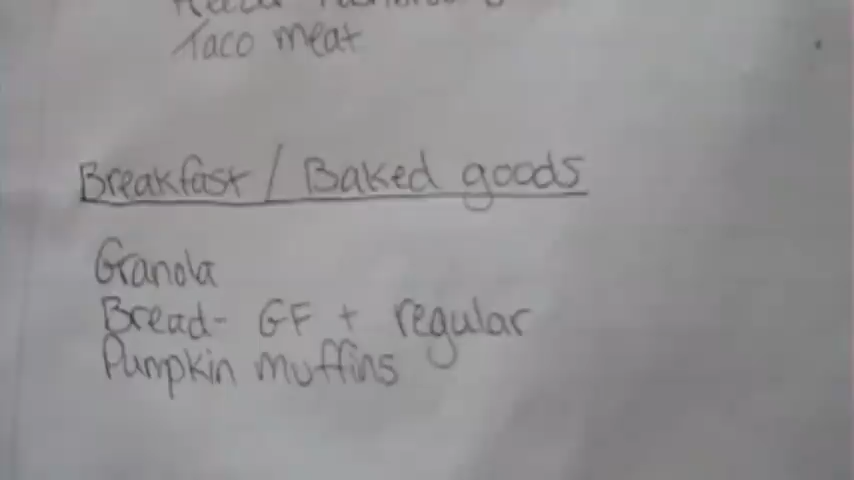 Taco meat
Breakfast / Baked goods
Granola
Bread- GF + regular
Pumpkin muffins